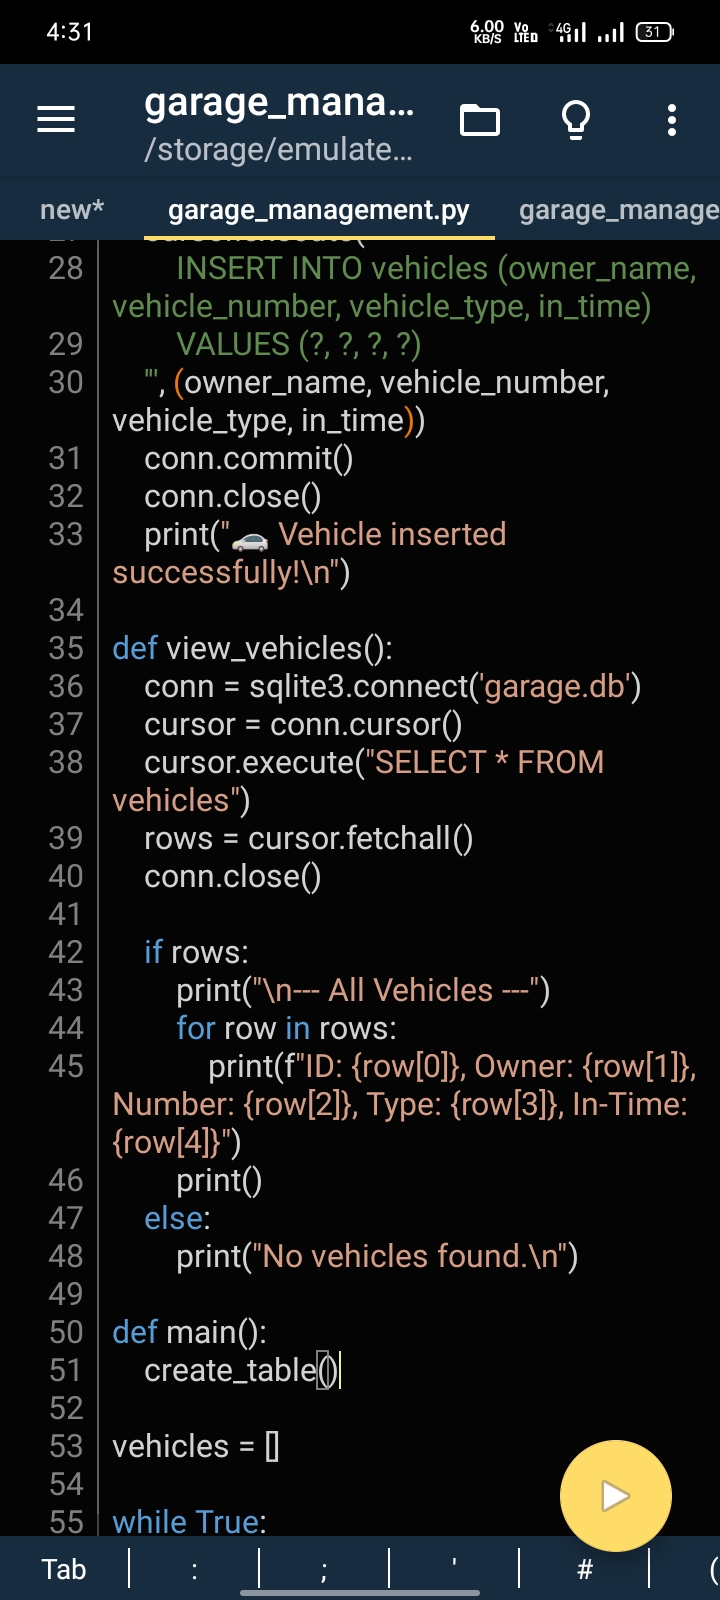 4:31
6.00 KB/S Vo LTED 4G 31
garage_mana...
/storage/emulate...
new* garage_management.py garage_manage
28 INSERT INTO vehicles (owner_name,
vehicle_number, vehicle_type, in_time)
29 VALUES (?, ?, ?, ?)
30 ''', (owner_name, vehicle_number,
vehicle_type, in_time))
31 conn.commit()
32 conn.close()
33 print("🚗 Vehicle inserted
successfully!\n")
34
35 def view_vehicles():
36 conn = sqlite3.connect('garage.db')
37 cursor = conn.cursor()
38 cursor.execute("SELECT * FROM
vehicles")
39 rows = cursor.fetchall()
40 conn.close()
41
42 if rows:
43 print("\n--- All Vehicles ---")
44 for row in rows:
45 print(f"ID: {row[0]}, Owner: {row[1]},
Number: {row[2]}, Type: {row[3]}, In-Time:
{row[4]}")
46 print()
47 else:
48 print("No vehicles found.\n")
49
50 def main():
51 create_table()
52
53 vehicles = []
54
55 while True:
Tab : ; ' # (